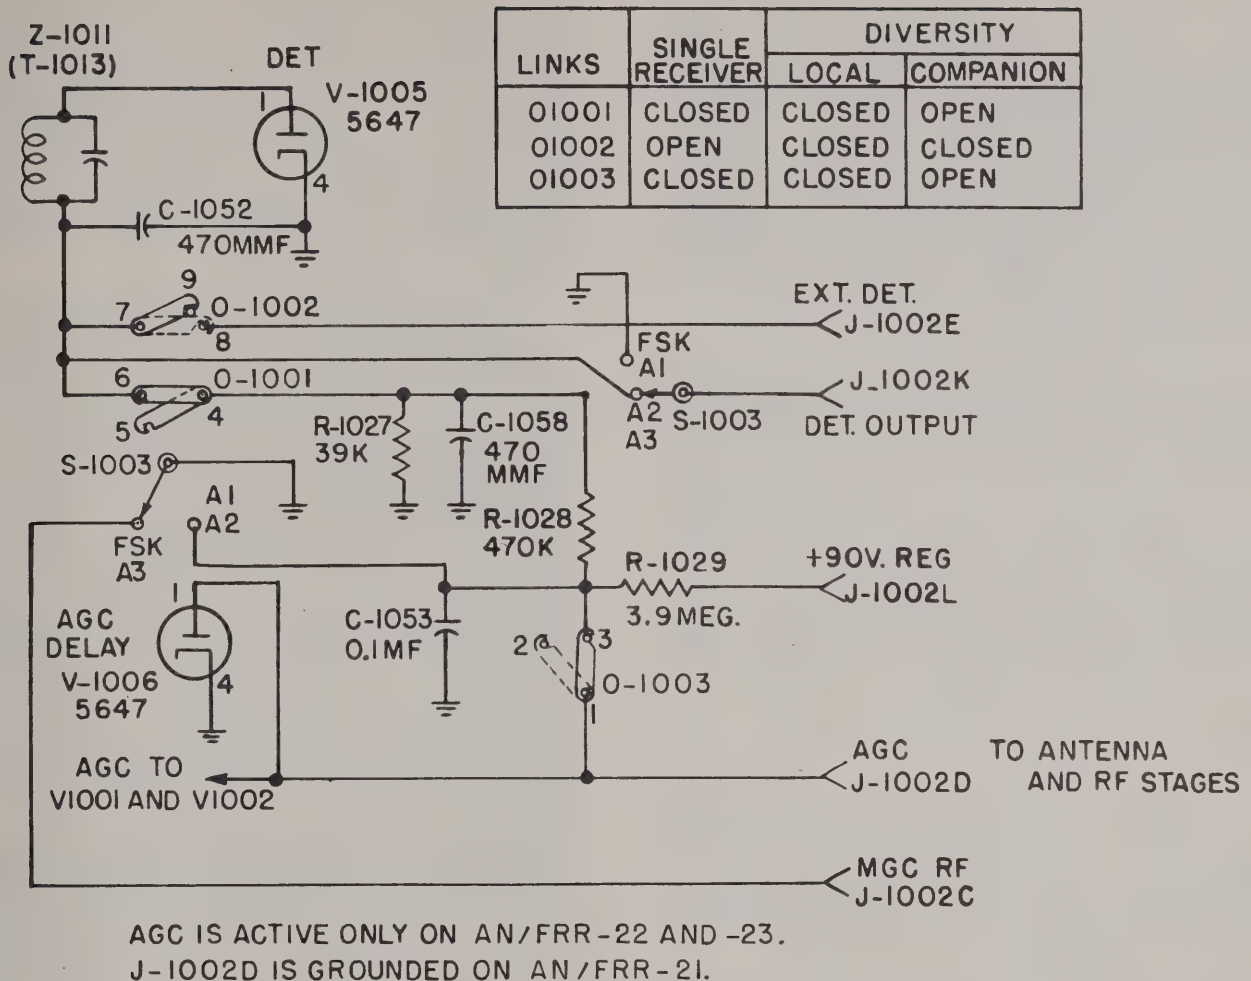 Z-1011
(T-1013)
DET
1
V-1005
5647
4
C-1052
470MMF
LINKS
SINGLE
RECEIVER
DIVERSITY
LOCAL
COMPANION
01001 CLOSED CLOSED OPEN
01002 OPEN CLOSED CLOSED
01003 CLOSED CLOSED OPEN
9
7
O-1002
8
EXT. DET.
J-1002E
FSK
A1
6
O-1001
5
4
A2
A3
S-1003
J-1002K
DET. OUTPUT
R-1027
39K
C-1058
470
MMF
S-1003
A1
A2
FSK
A3
R-1028
470K
R-1029
3.9 MEG.
+90V. REG
J-1002L
AGC
DELAY
V-1006
5647
1
4
C-1053
0.1MF
2
3
O-1003
1
AGC TO
V1001 AND V1002
AGC
J-1002D
TO ANTENNA
AND RF STAGES
MGC RF
J-1002C
AGC IS ACTIVE ONLY ON AN/FRR-22 AND -23.
J-1002D IS GROUNDED ON AN/FRR-21.